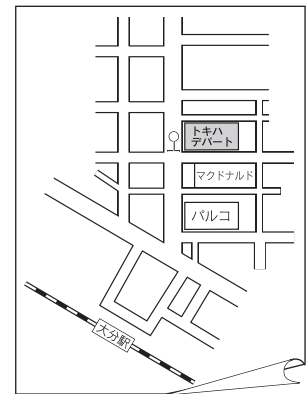 トキハ
デパート
マクドナルド
パルコ
大分駅